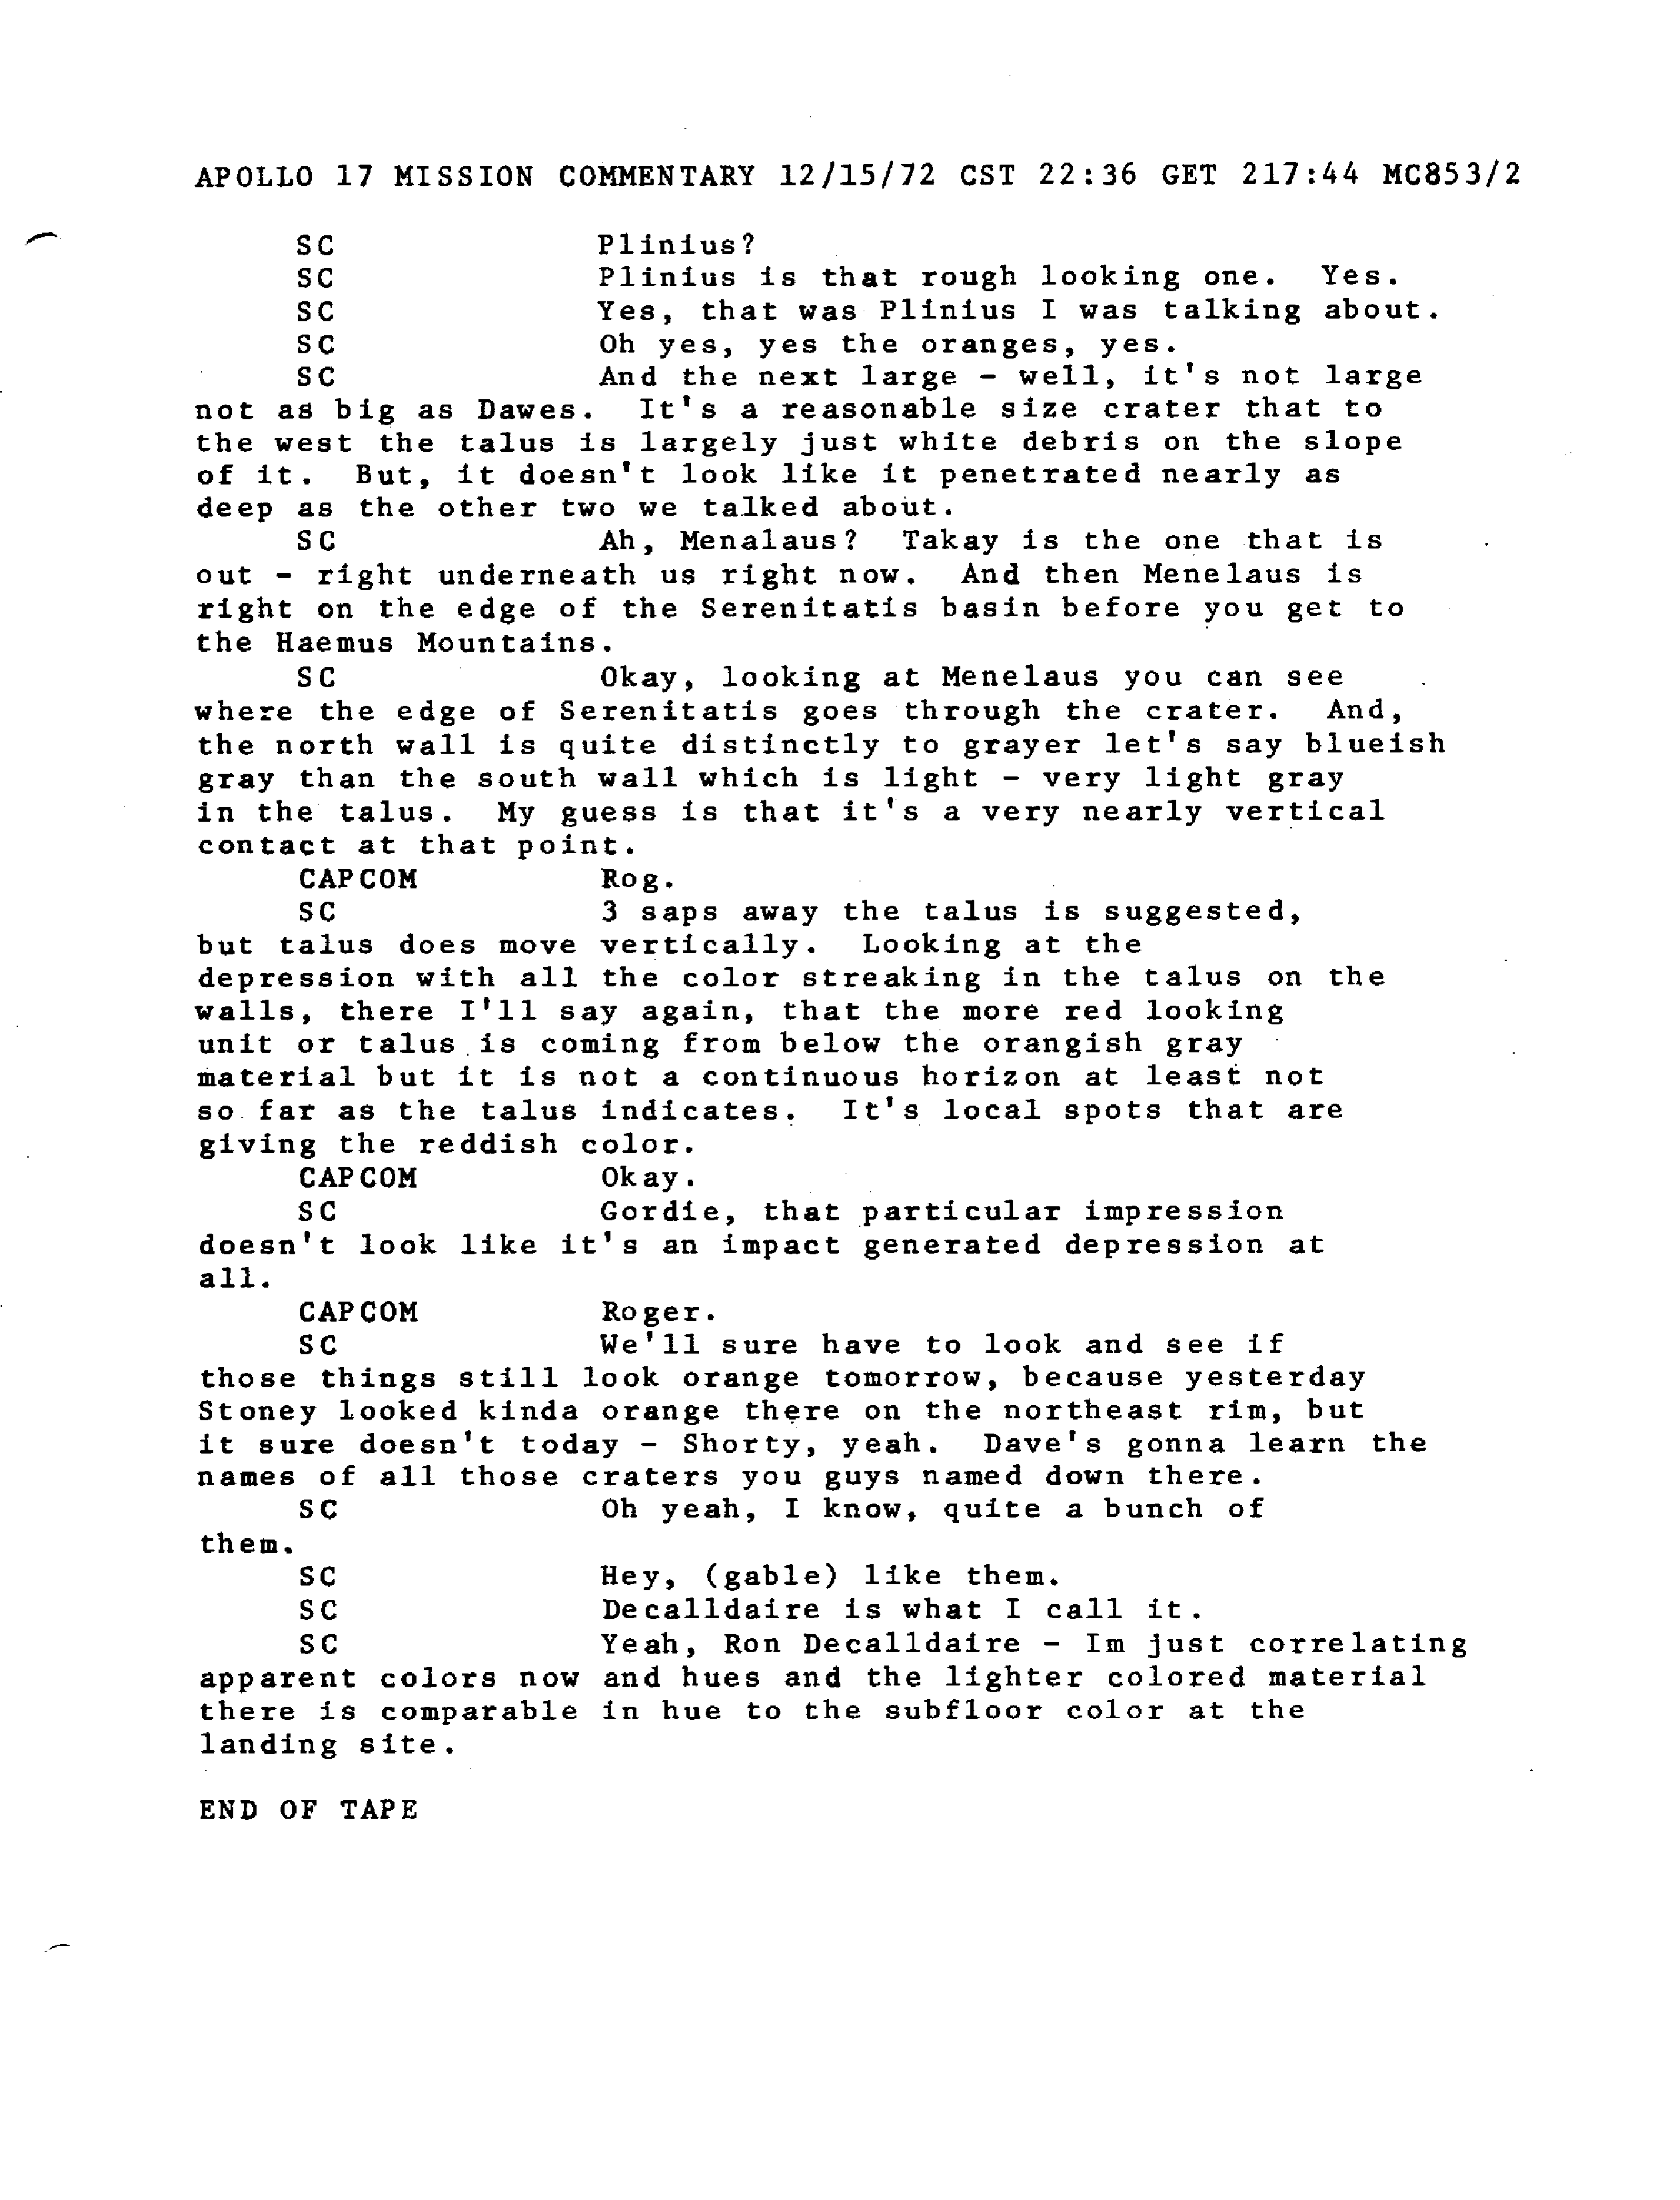 APOLLO 17 MISSION COMMENTARY 12/15/72 CST 22:36 GET 217:44 MC853/2
SC Plinius?
SC Plinius is that rough looking one. Yes.
SC Yes, that was Plinius I was talking about.
SC Oh yes, yes the oranges, yes.
SC And the next large - well, it's not large
not as big as Dawes. It's a reasonable size crater that to
the west the talus is largely just white debris on the slope
of it. But, it doesn't look like it penetrated nearly as
deep as the other two we talked about.
SC Ah, Menalaus? Takay is the one that is
out - right underneath us right now. And then Menelaus is
right on the edge of the Serenitatis basin before you get to
the Haemus Mountains.
SC Okay, looking at Menelaus you can see
where the edge of Serenitatis goes through the crater. And,
the north wall is quite distinctly to grayer let's say blueish
gray than the south wall which is light - very light gray
in the talus. My guess is that it's a very nearly vertical
contact at that point.
CAPCOM Rog.
SC 3 saps away the talus is suggested,
but talus does move vertically. Looking at the
depression with all the color streaking in the talus on the
walls, there I'll say again, that the more red looking
unit or talus is coming from below the orangish gray
material but it is not a continuous horizon at least not
so far as the talus indicates. It's local spots that are
giving the reddish color.
CAPCOM Okay.
SC Gordie, that particular impression
doesn't look like it's an impact generated depression at
all.
CAPCOM Roger.
SC We'll sure have to look and see if
those things still look orange tomorrow, because yesterday
Stoney looked kinda orange there on the northeast rim, but
it sure doesn't today - Shorty, yeah. Dave's gonna learn the
names of all those craters you guys named down there.
SC Oh yeah, I know, quite a bunch of
them.
SC Hey, (gable) like them.
SC Decalldaire is what I call it.
SC Yeah, Ron Decalldaire - Im just correlating
apparent colors now and hues and the lighter colored material
there is comparable in hue to the subfloor color at the
landing site.
END OF TAPE